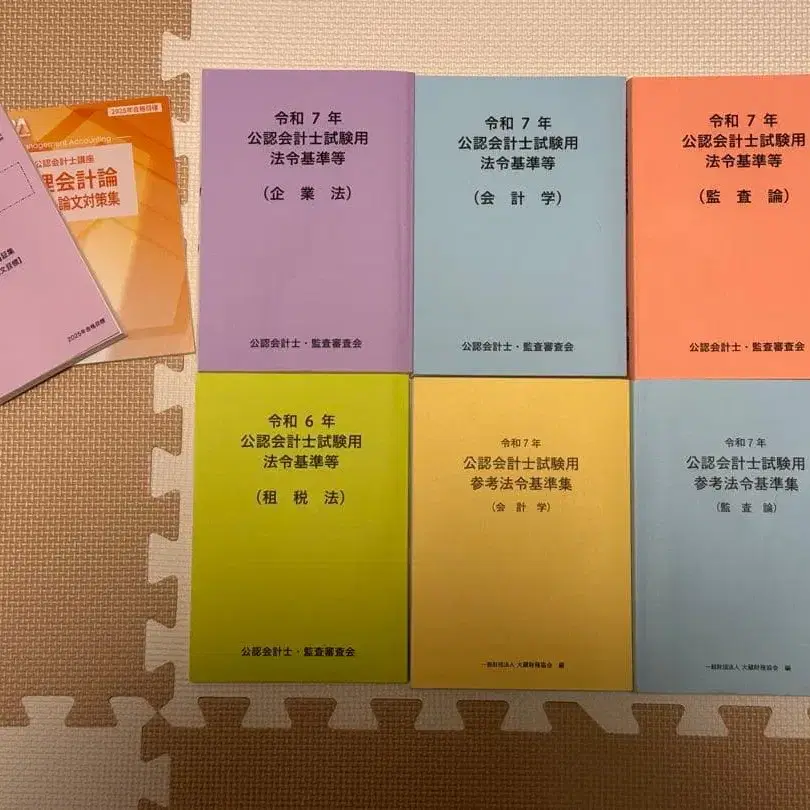 2025年合格目標
Management Accounting
公認会計士講座
理会計論
論文対策集
2025年合格目標
令和 7 年
公認会計士試験用
法令基準等
(企 業 法)
公認会計士・監査審査会
令和 7 年
公認会計士試験用
法令基準等
(会 計 学)
公認会計士・監査審査会
令和 7 年
公認会計士試験用
法令基準等
(監 査 論)
公認会計士・監査審査会
令和 6 年
公認会計士試験用
法令基準等
(租 税 法)
公認会計士・監査審査会
令和7年
公認会計士試験用
参考法令基準集
(会 計 学)
一般財団法人 大蔵財務協会 編
令和7年
公認会計士試験用
参考法令基準集
(監 査 論)
一般財団法人 大蔵財務協会 編